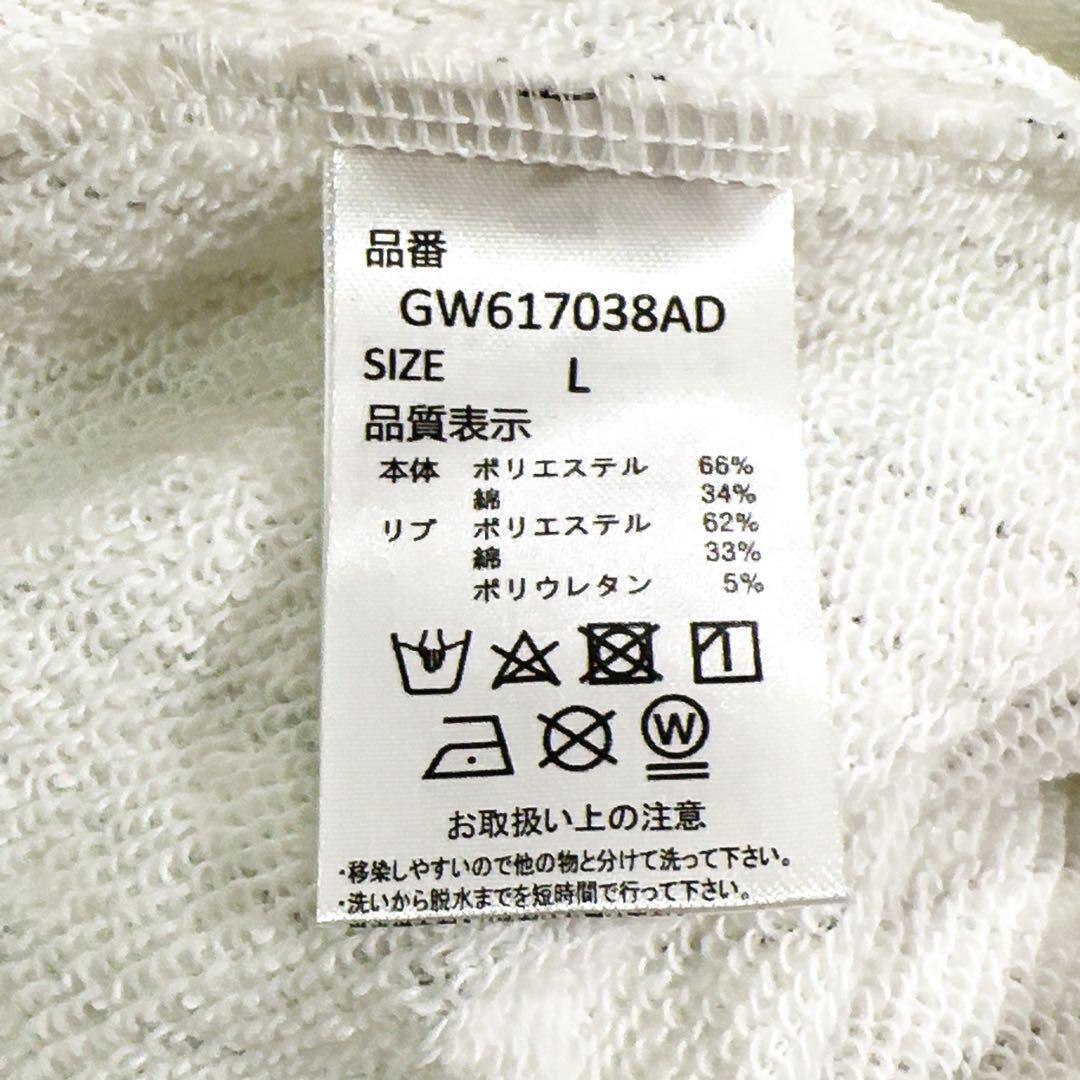 品番
GW617038AD
SIZE L
品質表示
本体 ポリエステル 66%
綿 34%
リブ ポリエステル 62%
綿 33%
ポリウレタン 5%
W
お取扱い上の注意
・移染しやすいので他の物と分けて洗って下さい。
・洗いから脱水までを短時間で行って下さい。